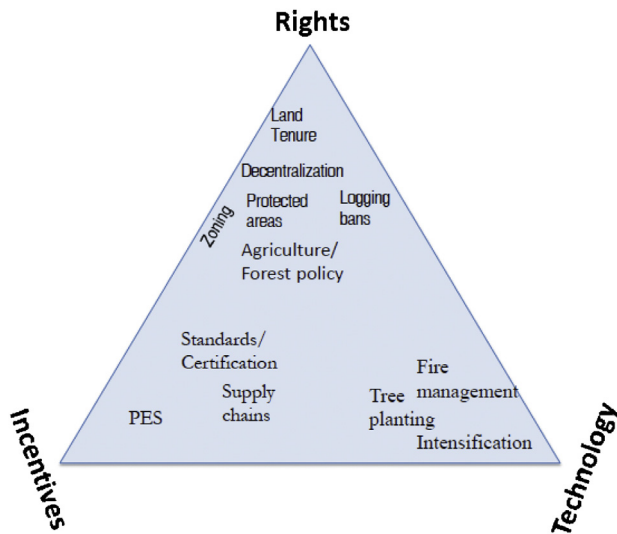 Rights
Land
Tenure
Decentralization
Protected
areas
Logging
bans
Zoning
Agriculture/
Forest policy
Standards/
Certification
Supply
chains
PES
Fire
management
Tree
planting
Intensification
Incentives
Technology